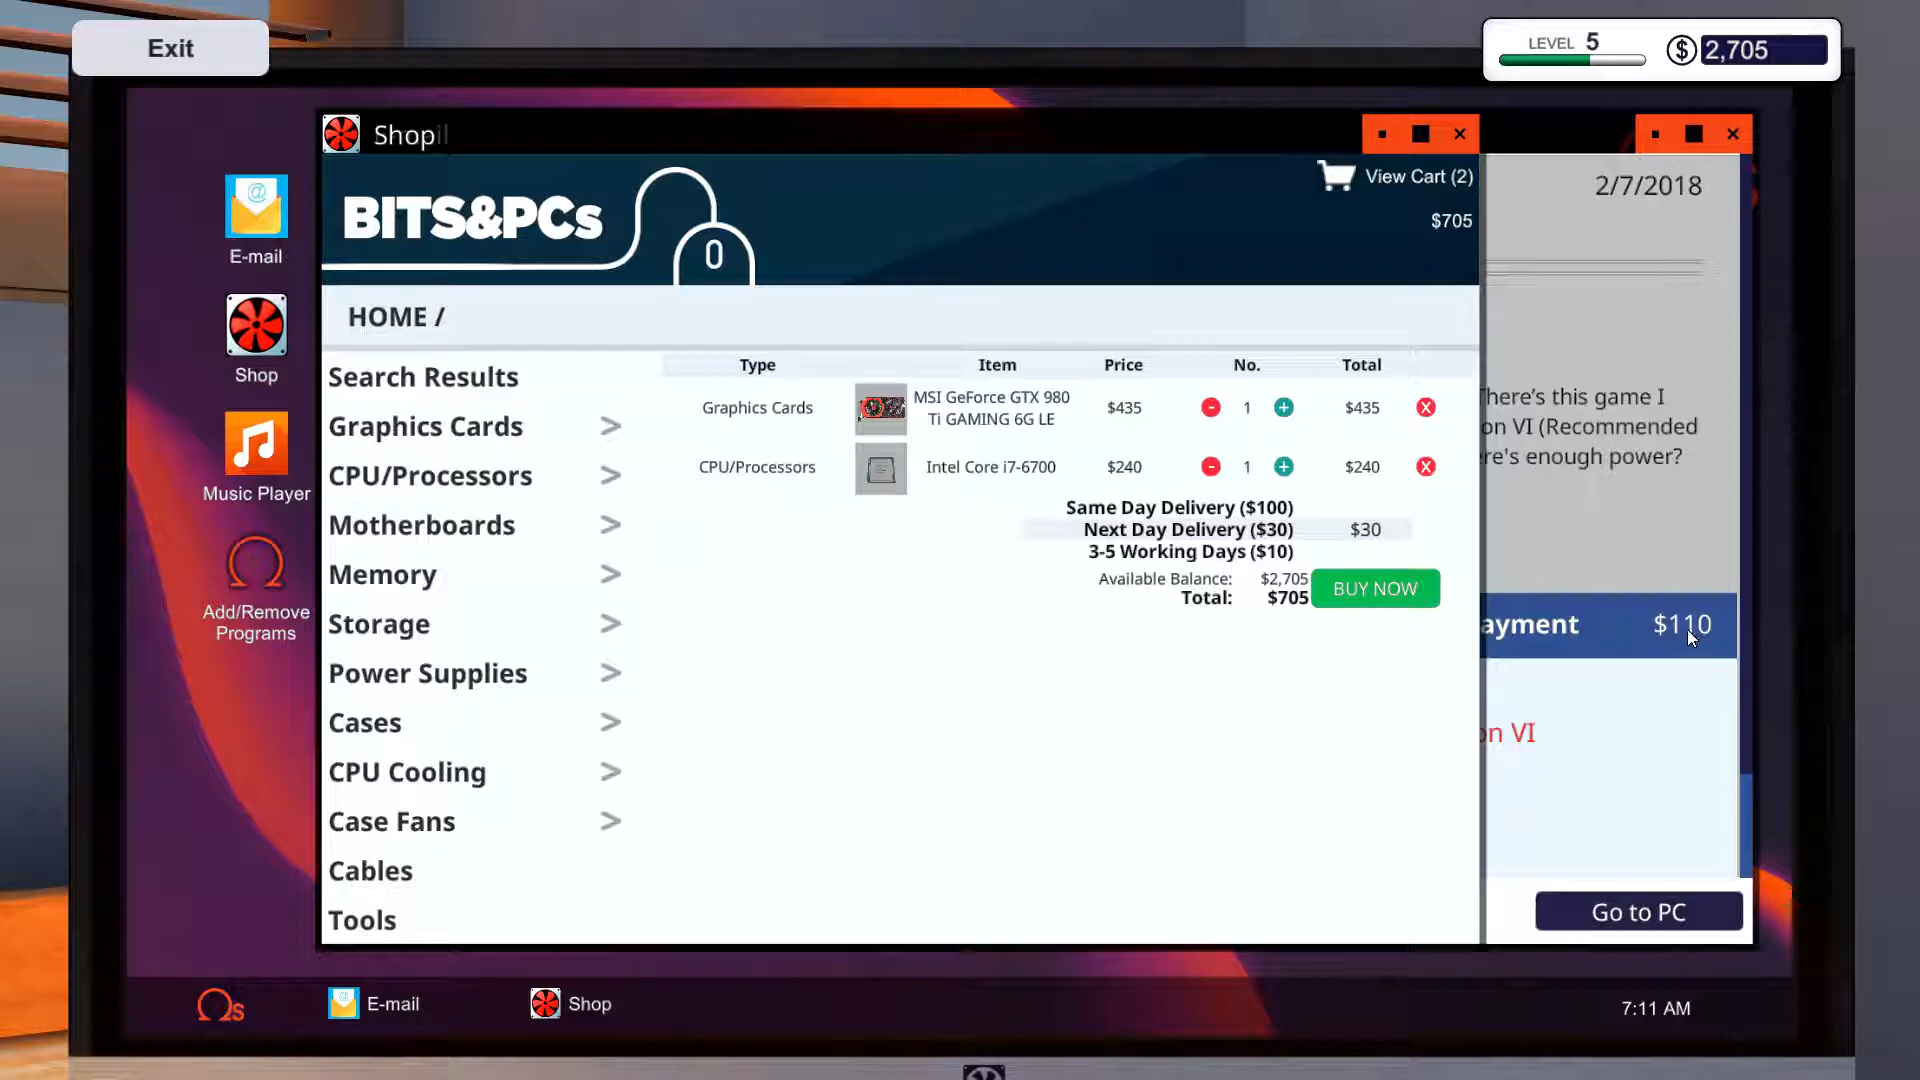 Exit
LEVEL 5
$ 2,705
Shop
View Cart (2)
$705
BITS&PCs
2/7/2018
HOME /
E-mail
Shop
Music Player
Add/Remove
Programs
Search Results
Graphics Cards >
CPU/Processors >
Motherboards >
Memory >
Storage >
Power Supplies >
Cases >
CPU Cooling >
Case Fans >
Cables
Tools
Type Item Price No. Total
Graphics Cards MSI GeForce GTX 980 Ti GAMING 6G LE $435 - 1 + $435 X
CPU/Processors Intel Core i7-6700 $240 - 1 + $240 X
Same Day Delivery ($100)
Next Day Delivery ($30) $30
3-5 Working Days ($10)
Available Balance: $2,705
Total: $705
BUY NOW
There's this game I
on VI (Recommended
ere's enough power?
ayment $110
on VI
Go to PC
Ωs
E-mail
Shop
7:11 AM